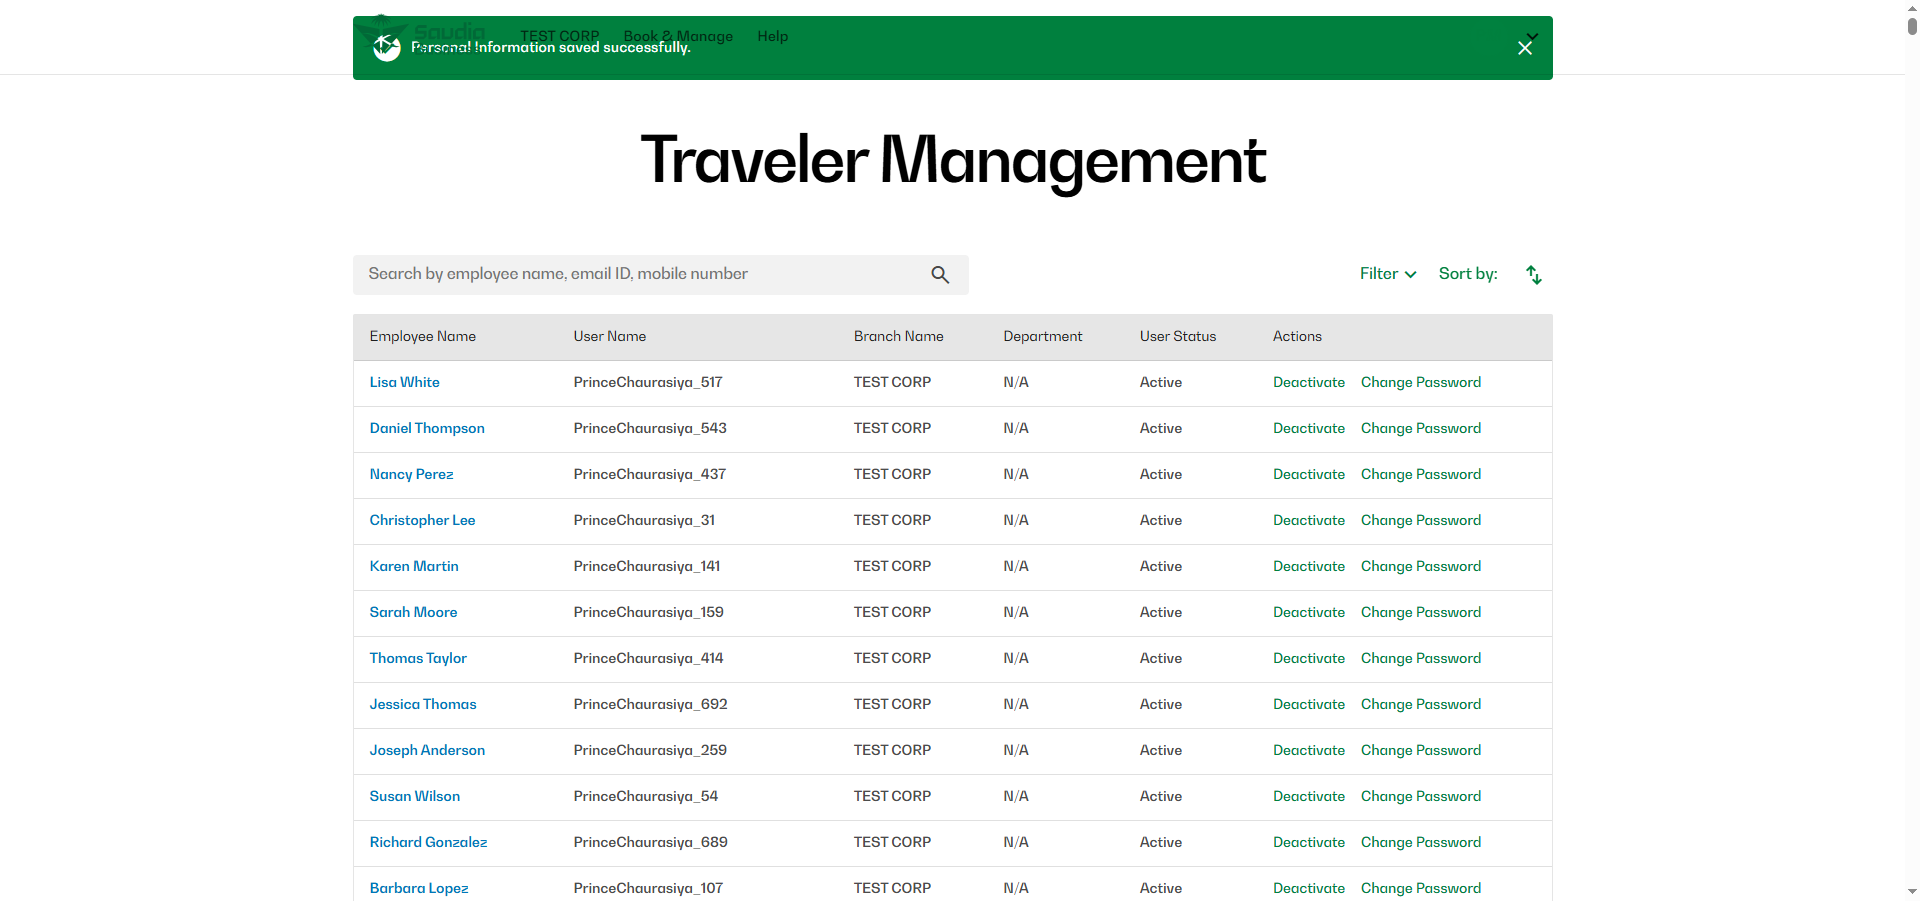 Saudia
TEST CORP Book & Manage Help
Personal Information saved successfully.
Traveler Management
Search by employee name, email ID, mobile number
Filter Sort by:
Employee Name User Name Branch Name Department User Status Actions
Lisa White PrinceChaurasiya_517 TEST CORP N/A Active Deactivate Change Password
Daniel Thompson PrinceChaurasiya_543 TEST CORP N/A Active Deactivate Change Password
Nancy Perez PrinceChaurasiya_437 TEST CORP N/A Active Deactivate Change Password
Christopher Lee PrinceChaurasiya_31 TEST CORP N/A Active Deactivate Change Password
Karen Martin PrinceChaurasiya_141 TEST CORP N/A Active Deactivate Change Password
Sarah Moore PrinceChaurasiya_159 TEST CORP N/A Active Deactivate Change Password
Thomas Taylor PrinceChaurasiya_414 TEST CORP N/A Active Deactivate Change Password
Jessica Thomas PrinceChaurasiya_692 TEST CORP N/A Active Deactivate Change Password
Joseph Anderson PrinceChaurasiya_259 TEST CORP N/A Active Deactivate Change Password
Susan Wilson PrinceChaurasiya_54 TEST CORP N/A Active Deactivate Change Password
Richard Gonzalez PrinceChaurasiya_689 TEST CORP N/A Active Deactivate Change Password
Barbara Lopez PrinceChaurasiya_107 TEST CORP N/A Active Deactivate Change Password